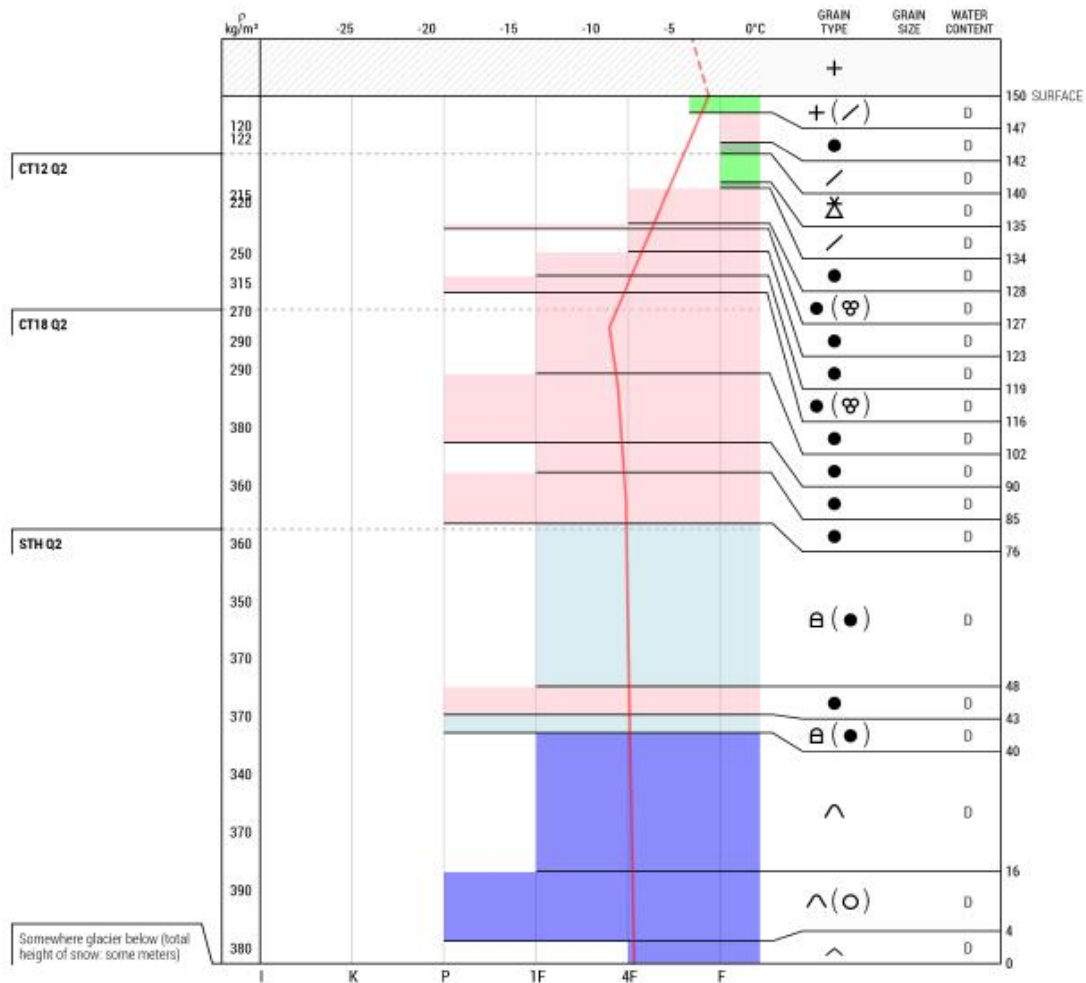 ρ
kg/m³
-25 -20 -15 -10 -5 0°C
GRAIN TYPE
GRAIN SIZE
WATER CONTENT
150 SURFACE
D
147
120
122
D
142
CT12 Q2
D
140
215
220
D
135
D
134
250
D
128
315
D
127
CT18 Q2
270
D
123
290
D
119
290
D
116
D
102
380
D
90
360
D
85
STH Q2
360
D
76
350
D
370
48
D
370
43
D
40
340
370
D
16
390
D
4
Somewhere glacier below (total
height of snow: some meters)
380
D
0
I K P 1F 4F F